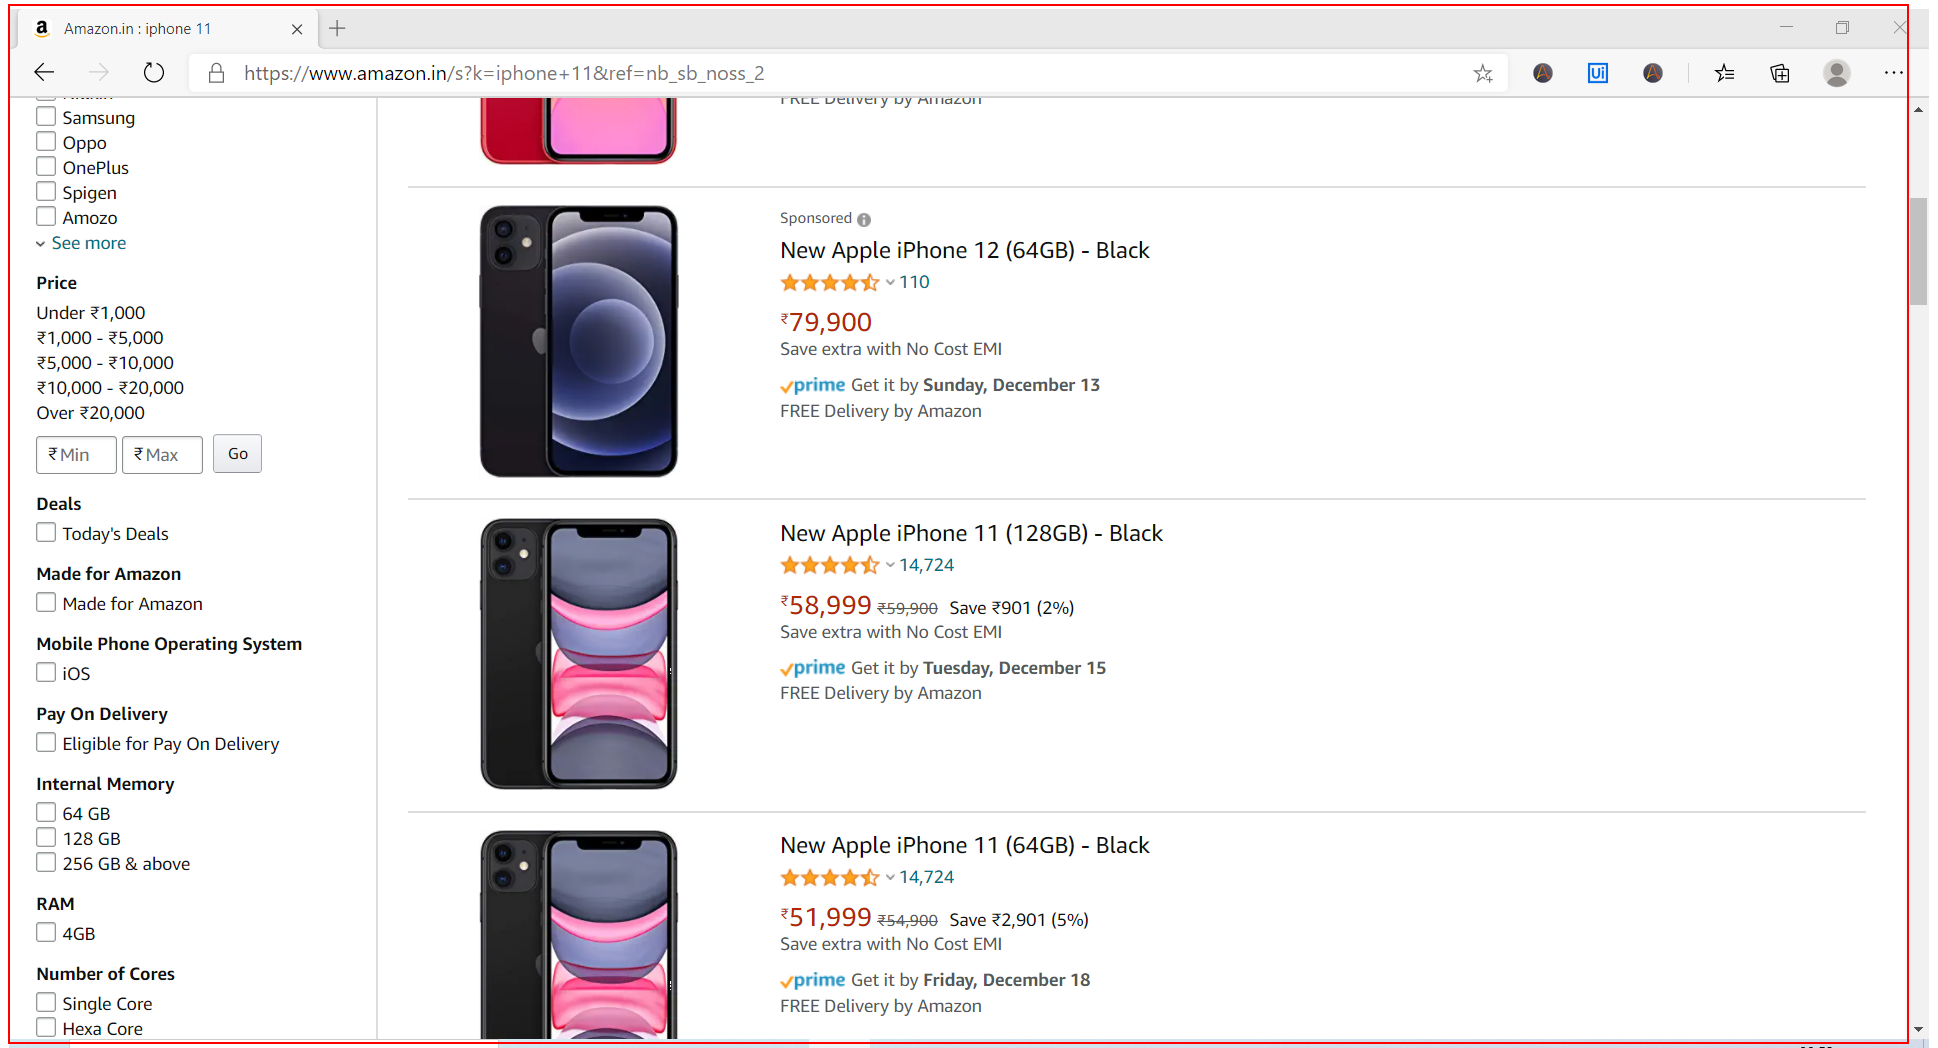 a Amazon.in : iphone 11
https://www.amazon.in/s?k=iphone+11&ref=nb_sb_noss_2
Ui
Samsung
Oppo
OnePlus
Spigen
Amozo
See more
Price
Under ₹1,000
₹1,000 - ₹5,000
₹5,000 - ₹10,000
₹10,000 - ₹20,000
Over ₹20,000
₹ Min ₹ Max Go
Deals
Today's Deals
Made for Amazon
Made for Amazon
Mobile Phone Operating System
iOS
Pay On Delivery
Eligible for Pay On Delivery
Internal Memory
64 GB
128 GB
256 GB & above
RAM
4GB
Number of Cores
Single Core
Hexa Core
FREE Delivery by Amazon
Sponsored
New Apple iPhone 12 (64GB) - Black
110
₹79,900
Save extra with No Cost EMI
prime Get it by Sunday, December 13
FREE Delivery by Amazon
New Apple iPhone 11 (128GB) - Black
14,724
₹58,999 ₹59,900 Save ₹901 (2%)
Save extra with No Cost EMI
prime Get it by Tuesday, December 15
FREE Delivery by Amazon
New Apple iPhone 11 (64GB) - Black
14,724
₹51,999 ₹54,900 Save ₹2,901 (5%)
Save extra with No Cost EMI
prime Get it by Friday, December 18
FREE Delivery by Amazon